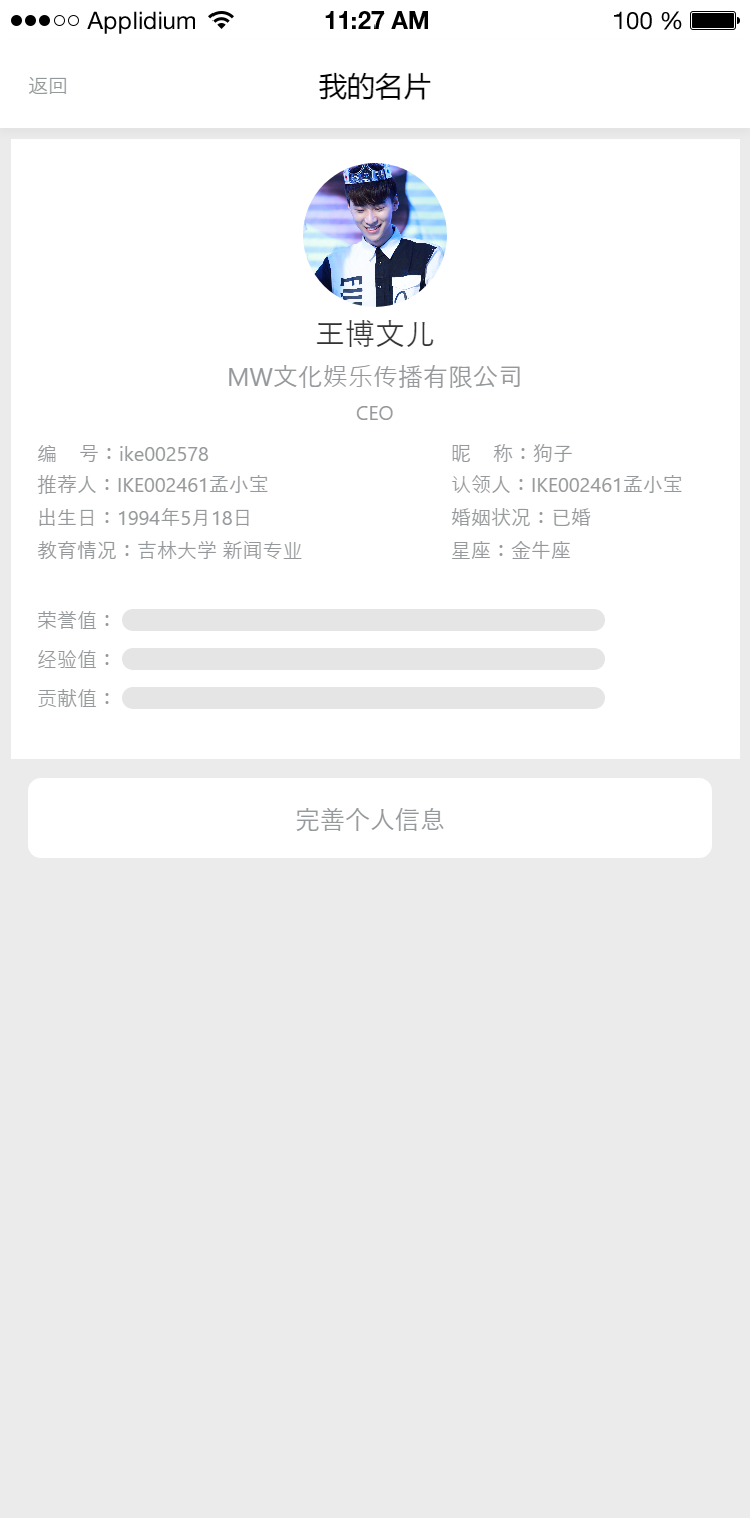 Applidium 11:27 AM 100 %
返回 我的名片
王博文儿
MW文化娱乐传播有限公司
CEO
编 号：ike002578 昵 称：狗子
推荐人：IKE002461孟小宝 认领人：IKE002461孟小宝
出生日：1994年5月18日 婚姻状况：已婚
教育情况：吉林大学 新闻专业 星座：金牛座
荣誉值：
经验值：
贡献值：
完善个人信息